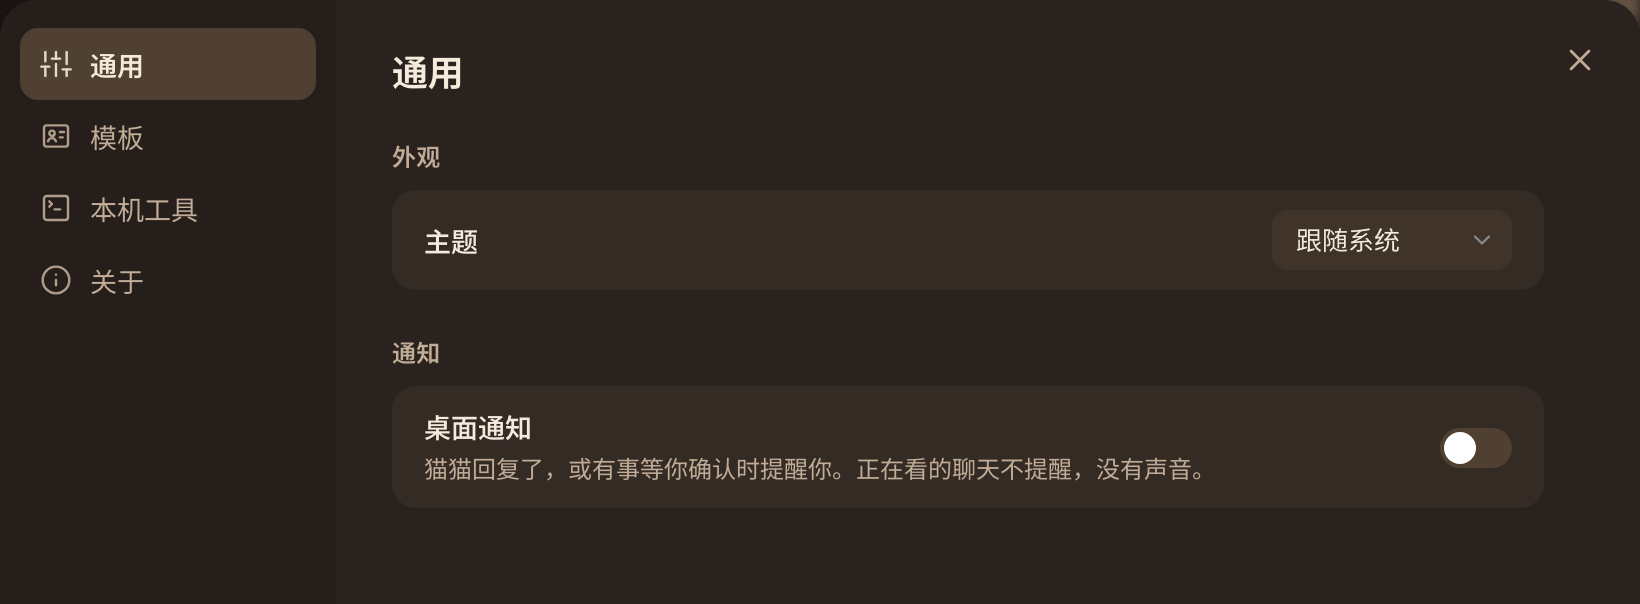 通用
模板
本机工具
关于
通用
外观
主题
跟随系统
通知
桌面通知
猫猫回复了，或有事等你确认时提醒你。正在看的聊天不提醒，没有声音。